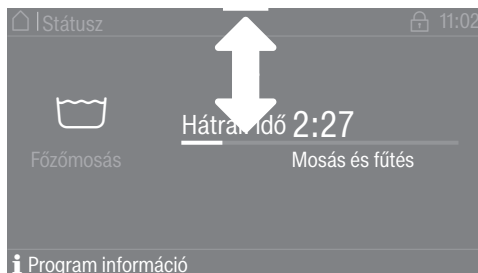 Státusz 11:02
Hátra idő 2:27
Főzőmosás
Mosás és fűtés
i Program információ